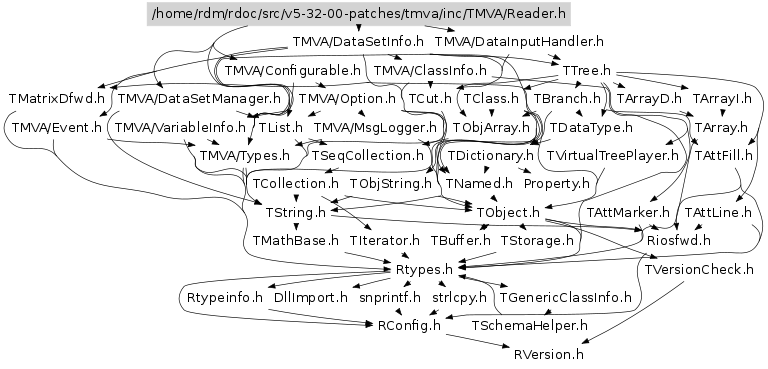 /home/rdm/rdoc/src/v5-32-00-patches/tmva/inc/TMVA/Reader.h
TMVA/DataSetInfo.h TMVA/DataInputHandler.h
TMVA/Configurable.h TMVA/ClassInfo.h TTree.h
TMatrixDfwd.h TMVA/DataSetManager.h TMVA/Option.h TCut.h TClass.h TBranch.h TArrayD.h TArrayI.h
TMVA/Event.h TMVA/VariableInfo.h TList.h TMVA/MsgLogger.h TObjArray.h TDataType.h TArray.h
TMVA/Types.h TSeqCollection.h TDictionary.h TVirtualTreePlayer.h TAttFill.h
TCollection.h TObjString.h TNamed.h Property.h
TString.h TObject.h TAttMarker.h TAttLine.h
TMathBase.h TIterator.h TBuffer.h TStorage.h Riosfwd.h
Rtypes.h TVersionCheck.h
Rtypeinfo.h DllImport.h snprintf.h strlcpy.h TGenericClassInfo.h
RConfig.h TSchemaHelper.h
RVersion.h